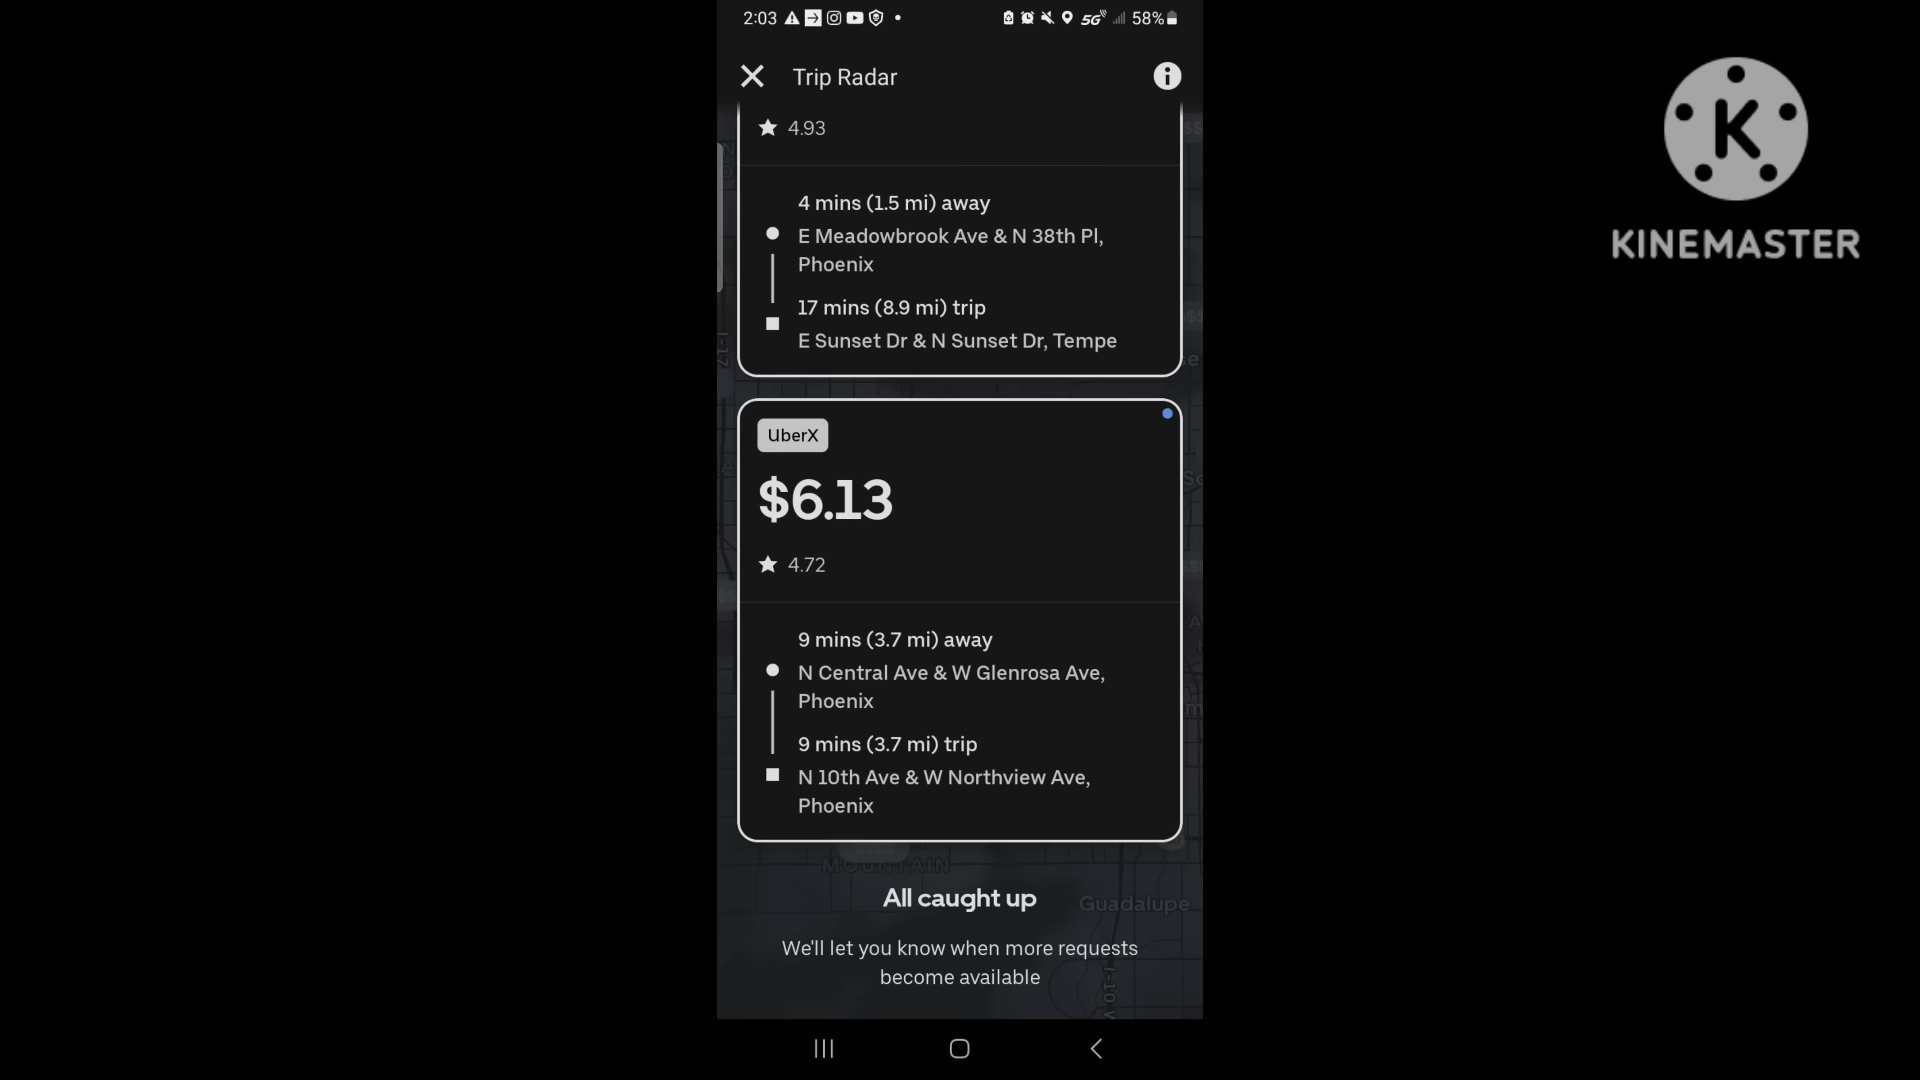 2:03
5G
58%
Trip Radar
4.93
4 mins (1.5 mi) away
E Meadowbrook Ave & N 38th Pl,
Phoenix
17 mins (8.9 mi) trip
E Sunset Dr & N Sunset Dr, Tempe
UberX
$6.13
4.72
9 mins (3.7 mi) away
N Central Ave & W Glenrosa Ave,
Phoenix
9 mins (3.7 mi) trip
N 10th Ave & W Northview Ave,
Phoenix
MOUNTAIN
All caught up
Guadalupe
We'll let you know when more requests
become available
I-17
I-10
K
KINEMASTER